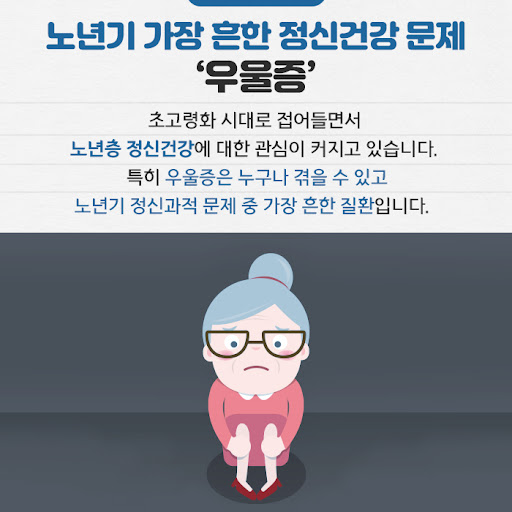 노년기 가장 흔한 정신건강 문제
‘우울증’
초고령화 시대로 접어들면서
노년층 정신건강에 대한 관심이 커지고 있습니다.
특히 우울증은 누구나 겪을 수 있고
노년기 정신과적 문제 중 가장 흔한 질환입니다.